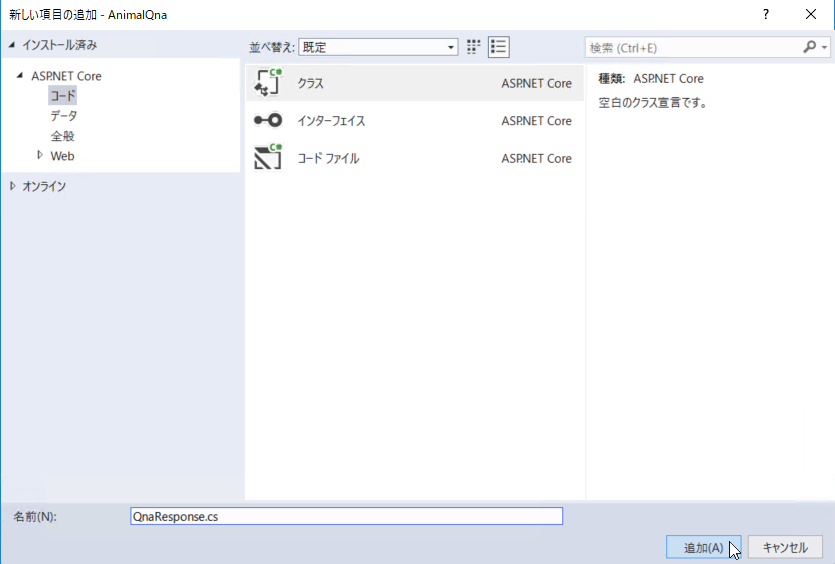 新しい項目の追加 - AnimalQna
インストール済み
並べ替え: 既定
検索 (Ctrl+E)
ASP.NET Core
コード
データ
全般
Web
オンライン
クラス ASP.NET Core
インターフェイス ASP.NET Core
コード ファイル ASP.NET Core
種類: ASP.NET Core
空白のクラス宣言です。
名前(N): QnaResponse.cs
追加(A) キャンセル